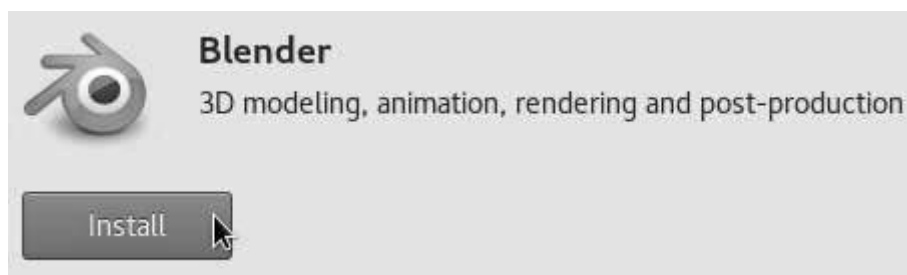 Blender
3D modeling, animation, rendering and post-production
Install